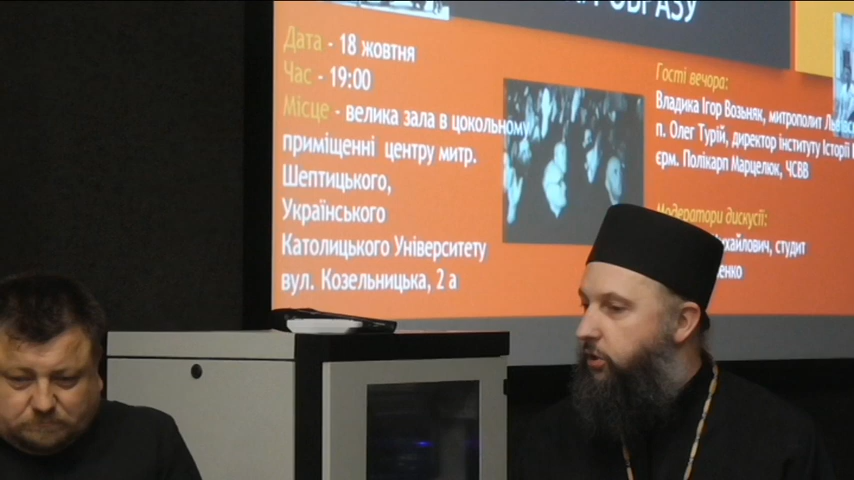 ОБРАЗУ
Дата - 18 жовтня
Час - 19:00
Місце - велика зала в цокольному
приміщенні центру митр.
Шептицького,
Українського
Католицького Університету
вул. Козельницька, 2 а
Гості вечора:
Владика Ігор Возьняк, митрополит
п. Олег Турій, директор інституту Історії
єрм. Полікарп Марцелюк, ЧСВВ
Модератори дискусії:
студит